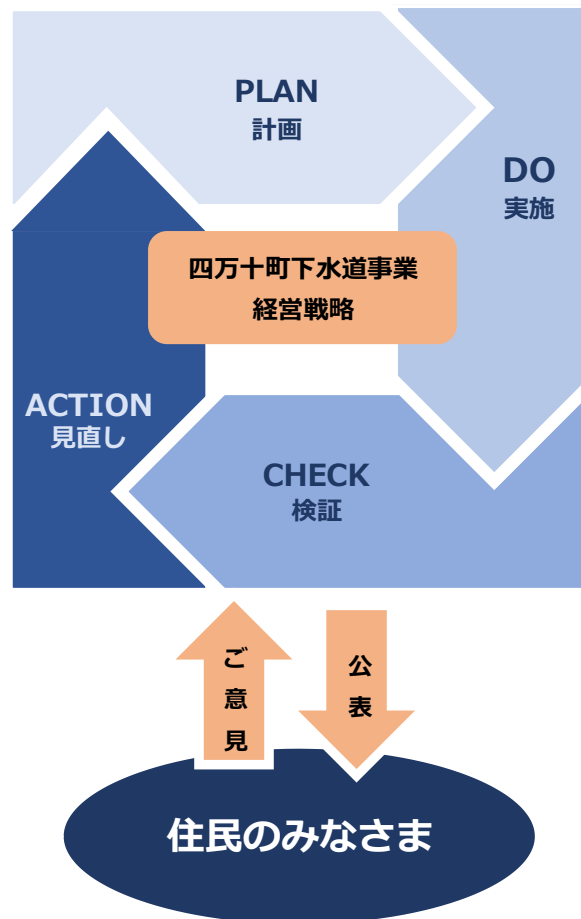 PLAN
計画
DO
実施
四万十町下水道事業
経営戦略
ACTION
見直し
CHECK
検証
ご意見
公表
住民のみなさま